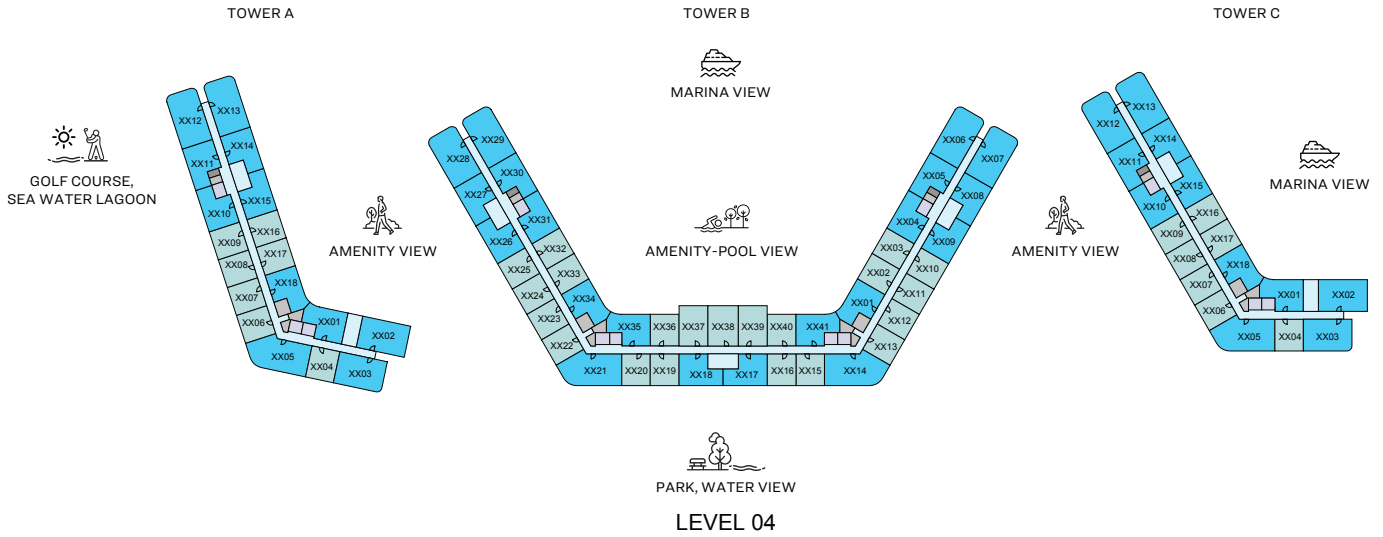 TOWER A
TOWER B
TOWER C
MARINA VIEW
GOLF COURSE,
SEA WATER LAGOON
AMENITY VIEW
AMENITY-POOL VIEW
AMENITY VIEW
MARINA VIEW
XX13
XX12
XX14
XX11
XX15
XX10
XX16
XX09
XX17
XX08
XX18
XX07
XX06
XX01
XX02
XX05
XX04
XX03
XX29
XX28
XX30
XX27
XX31
XX26
XX32
XX25
XX33
XX24
XX34
XX23
XX22
XX35
XX36
XX37
XX38
XX39
XX40
XX41
XX21
XX20
XX19
XX18
XX17
XX16
XX15
XX14
XX06
XX07
XX05
XX08
XX04
XX09
XX03
XX10
XX02
XX11
XX01
XX12
XX13
XX13
XX12
XX14
XX11
XX15
XX10
XX16
XX09
XX17
XX08
XX18
XX07
XX06
XX01
XX02
XX05
XX04
XX03
PARK, WATER VIEW
LEVEL 04